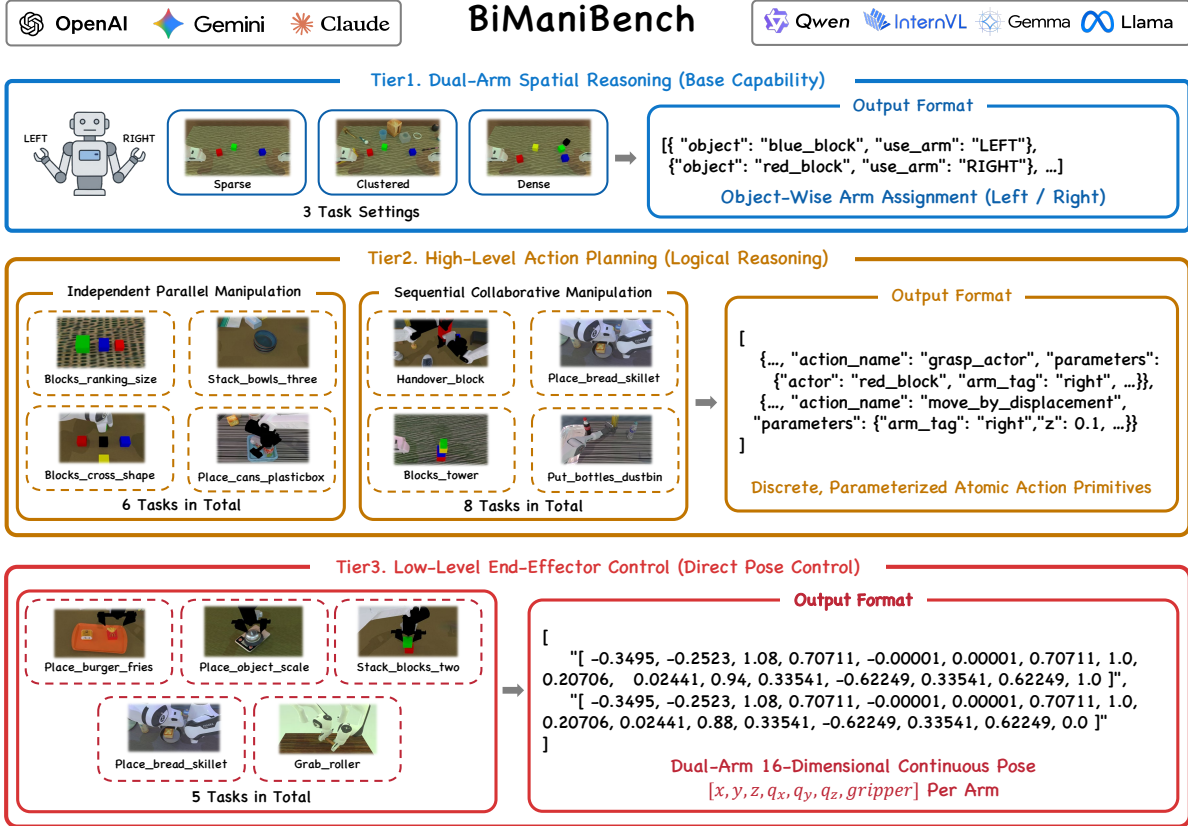 OpenAI
Gemini
Claude
BiManiBench
Qwen
InternVL
Gemma
Llama
Tier1. Dual-Arm Spatial Reasoning (Base Capability)
LEFT
RIGHT
Sparse
Clustered
Dense
3 Task Settings
Output Format
[{ "object": "blue_block", "use_arm": "LEFT"},
{"object": "red_block", "use_arm": "RIGHT"}, ...]
Object-Wise Arm Assignment (Left / Right)
Tier2. High-Level Action Planning (Logical Reasoning)
Independent Parallel Manipulation
Blocks_ranking_size
Stack_bowls_three
Blocks_cross_shape
Place_cans_plasticbox
6 Tasks in Total
Sequential Collaborative Manipulation
Handover_block
Place_bread_skillet
Blocks_tower
Put_bottles_dustbin
8 Tasks in Total
Output Format
[
{..., "action_name": "grasp_actor", "parameters":
{"actor": "red_block", "arm_tag": "right", ...}},
{..., "action_name": "move_by_displacement",
"parameters": {"arm_tag": "right","z": 0.1, ...}}
]
Discrete, Parameterized Atomic Action Primitives
Tier3. Low-Level End-Effector Control (Direct Pose Control)
Place_burger_fries
Place_object_scale
Stack_blocks_two
Place_bread_skillet
Grab_roller
5 Tasks in Total
Output Format
[
"[ -0.3495, -0.2523, 1.08, 0.70711, -0.00001, 0.00001, 0.70711, 1.0,
0.20706, 0.02441, 0.94, 0.33541, -0.62249, 0.33541, 0.62249, 1.0 ]",
"[ -0.3495, -0.2523, 1.08, 0.70711, -0.00001, 0.00001, 0.70711, 1.0,
0.20706, 0.02441, 0.88, 0.33541, -0.62249, 0.33541, 0.62249, 0.0 ]"
]
Dual-Arm 16-Dimensional Continuous Pose
[x, y, z, q_x, q_y, q_z, gripper] Per Arm